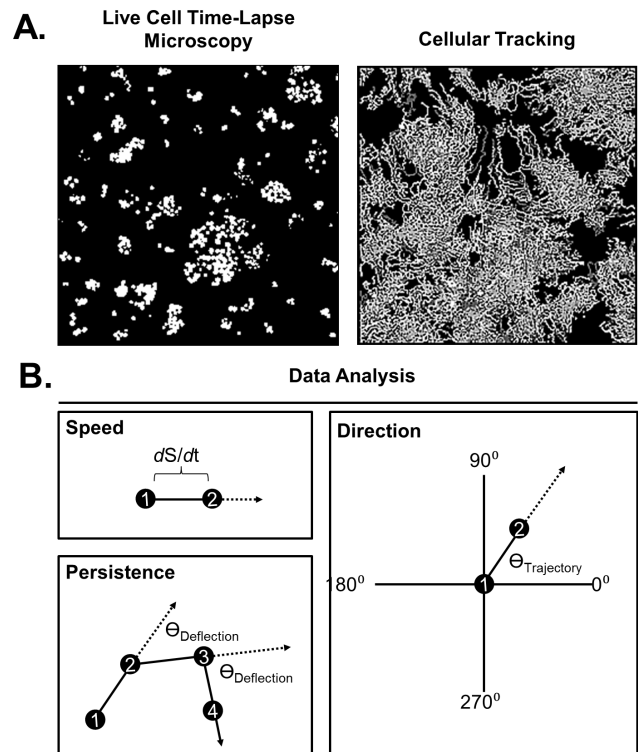 A.
Live Cell Time-Lapse
Microscopy
Cellular Tracking
B.
Data Analysis
Speed
dS/dt
1 2
Persistence
ΘDeflection
2
3
ΘDeflection
1
4
Direction
90⁰
2
ΘTrajectory
180⁰
1
0⁰
270⁰